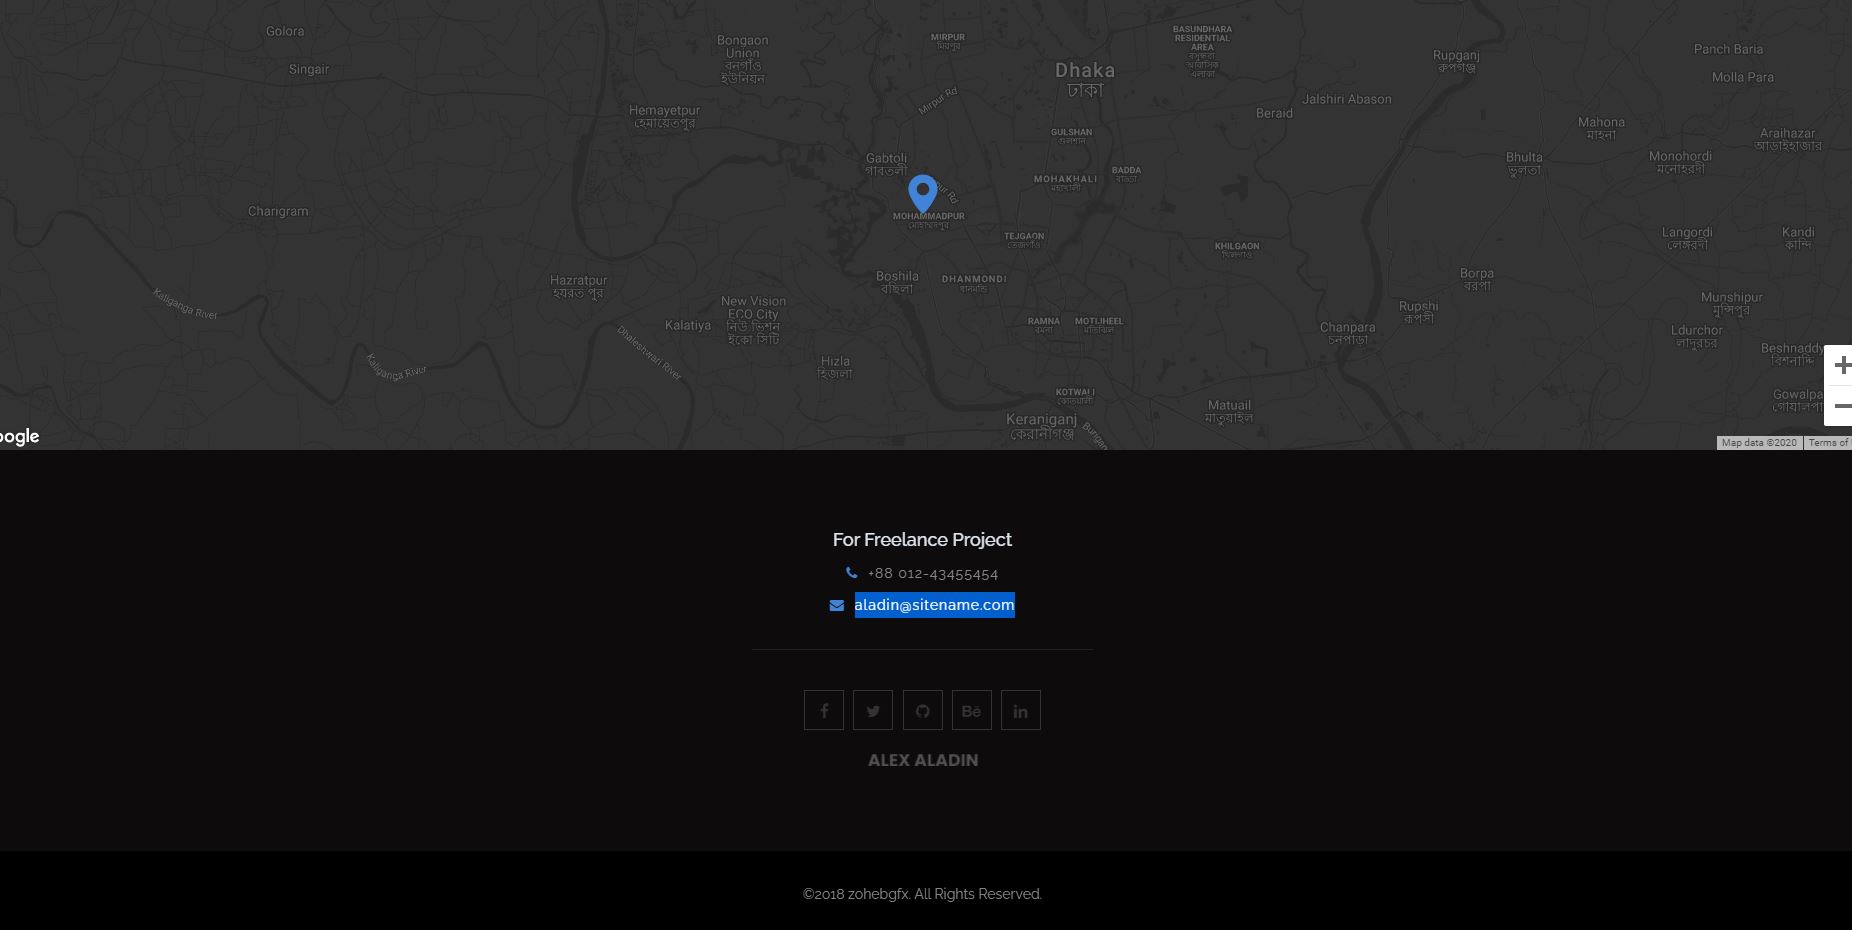 Golora
Singair
Bongaon
Union
বনগাঁও
ইউনিয়ন
MIRPUR
মিরপুর
BASUNDHARA
RESIDENTIAL
AREA
বসুন্ধরা
আবাসিক
এলাকা
Dhaka
ঢাকা
Rupganj
রূপগঞ্জ
Panch Baria
Molla Para
Hemayetpur
হেমায়েতপুর
Mirpur Rd
Jalshiri Abason
Beraid
GULSHAN
গুলশান
Mahona
মাহনা
Araihazar
আড়াইহাজার
Gabtoli
গাবতলী
BADDA
বাড্ডা
Bhulta
ভুলতা
Monohordi
মনোহরদী
MOHAKHALI
মহাখালী
pur Rd
Charigram
MOHAMMADPUR
মোহাম্মদপুর
TEJGAON
তেজগাঁও
KHILGAON
খিলগাঁও
Langordi
লেঙ্গরদী
Kandi
কান্দি
Hazratpur
হযরত পুর
Boshila
বছিলা
DHANMONDI
ধানমন্ডি
Borpa
বরপা
Kaliganga River
New Vision
ECO City
নিউ ভিশন
ইকো সিটি
Kalatiya
Rupshi
রূপসী
Munshipur
মুন্সিপুর
RAMNA
রমনা
MOTIJHEEL
মতিঝিল
Chanpara
চনপাড়া
Ldurchor
লাদুরচর
Dhaleshwari River
Kaliganga River
Hizla
হিজলা
Beshnaddy
বিশনাদ্দি
KOTWALI
কোতয়ালী
Gowalpa
গোয়ালপা
Keraniganj
কেরানীগঞ্জ
Matuail
মাতুয়াইল
Burigan
oogle
Map data ©2020
Terms of
For Freelance Project
+88 012-43455454
aladin@sitename.com
Bē
in
ALEX ALADIN
©2018 zohebgfx. All Rights Reserved.